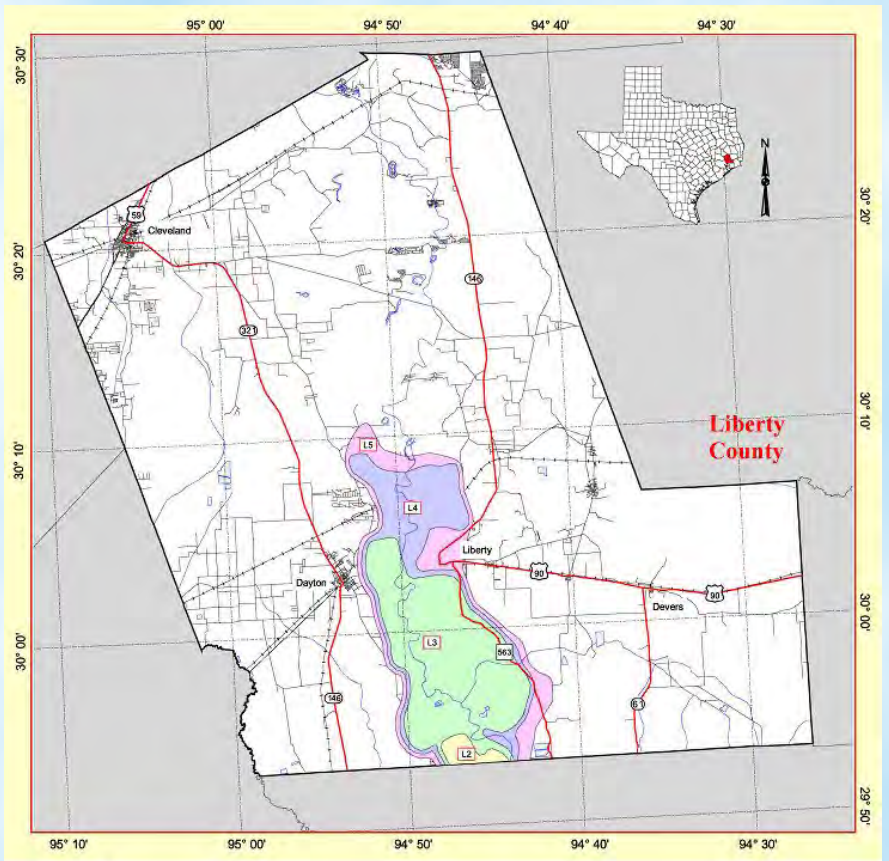 95° 00'
94° 50'
94° 40'
94° 30'
30° 30'
N
59
Cleveland
30° 20'
30° 20'
146
321
Liberty
County
30° 10'
30° 10'
L5
L4
Liberty
90
90
Dayton
Devers
30° 00'
30° 00'
L3
563
146
61
L2
29° 50'
95° 10'
95° 00'
94° 50'
94° 40'
94° 30'